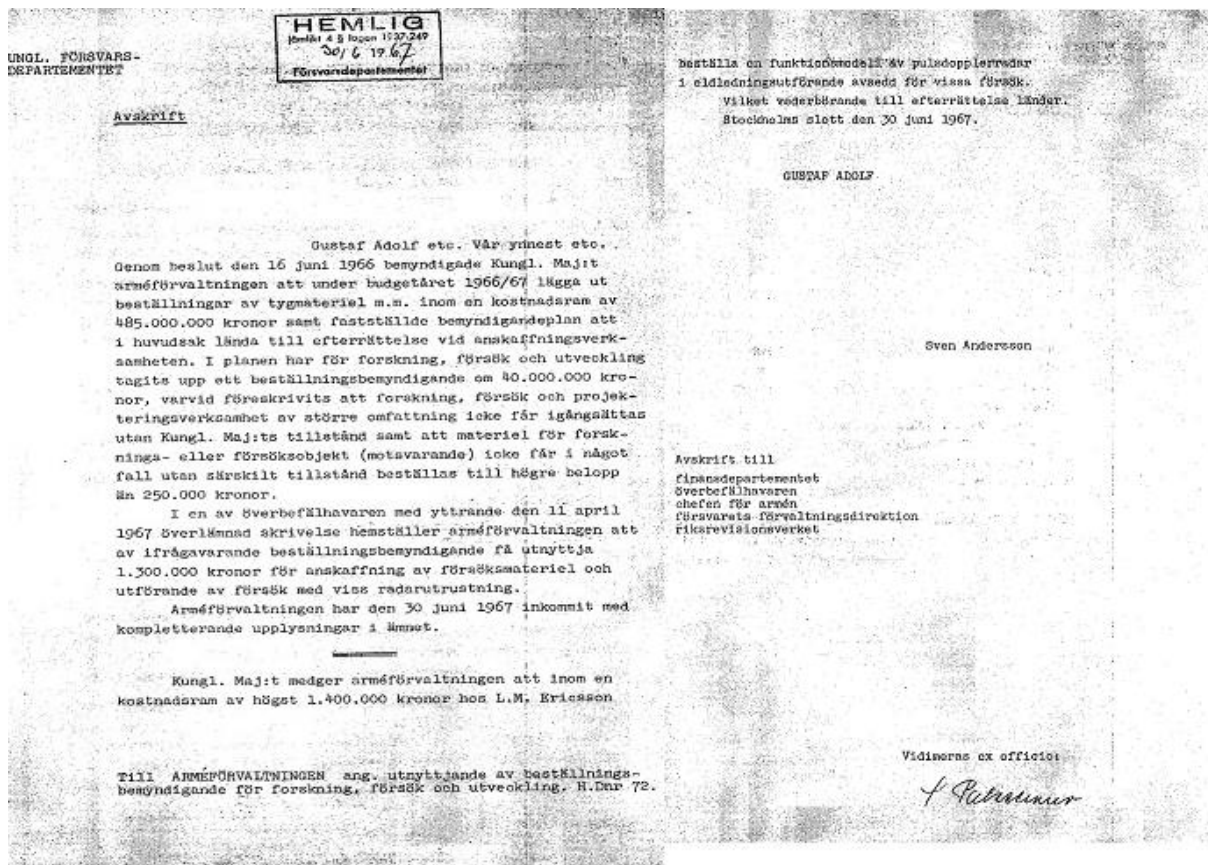 HEMLIG
jämlikt 4 § lagen 1937:249
30/6 1967
Försvarsdepartementet
UNGL. FÖRSVARS-
DEPARTEMENTET
Avskrift
Gustaf Adolf etc. Vår ynnest etc.
Genom beslut den 16 juni 1966 bemyndigade Kungl. Maj:t
arméförvaltningen att under budgetåret 1966/67 lägga ut
beställningar av tygmateriel m.m. inom en kostnadsram av
485.000.000 kronor samt fastställde bemyndigandeplan att
i huvudsak lända till efterrättelse vid anskaffningsverk-
samheten. I planen har för forskning, försök och utveckling
tagits upp ett beställningsbemyndigande om 40.000.000 kro-
nor, varvid föreskrivits att forskning, försök och projek-
teringsverksamhet av större omfattning icke får igångsättas
utan Kungl. Maj:ts tillstånd samt att materiel för forsk-
nings- eller försöksobjekt (motsvarande) icke får i något
fall utan särskilt tillstånd beställas till högre belopp
än 250.000 kronor.
I en av överbefälhavaren med yttrande den 11 april
1967 överlämnad skrivelse hemställer arméförvaltningen att
av ifrågavarande beställningsbemyndigande få utnyttja
1.300.000 kronor för anskaffning av försöksmateriel och
utförande av försök med viss radarutrustning.
Arméförvaltningen har den 30 juni 1967 inkommit med
kompletterande upplysningar i ämnet.
Kungl. Maj:t medger arméförvaltningen att inom en
kostnadsram av högst 1.400.000 kronor hos L.M. Ericsson
Till ARMÉFÖRVALTNINGEN ang. utnyttjande av beställnings-
bemyndigande för forskning, försök och utveckling. H.Dnr 72.
beställa en funktionsmodell av pulsdopplerradar
i eldledningsutförande avsedd för vissa försök.
Vilket vederbörande till efterrättelse länder.
Stockholms slott den 30 juni 1967.
GUSTAF ADOLF
Sven Andersson
Avskrift till
finansdepartementet
överbefälhavaren
chefen för armén
försvarets förvaltningsdirektion
riksrevisionsverket
Vidimeras ex officio: